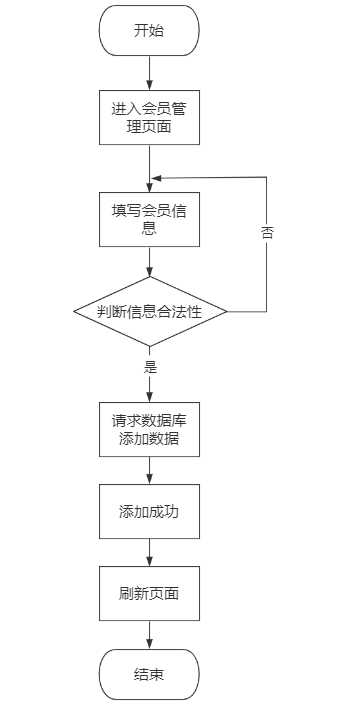 开始
进入会员管
理页面
填写会员信
息
否
判断信息合法性
是
请求数据库
添加数据
添加成功
刷新页面
结束